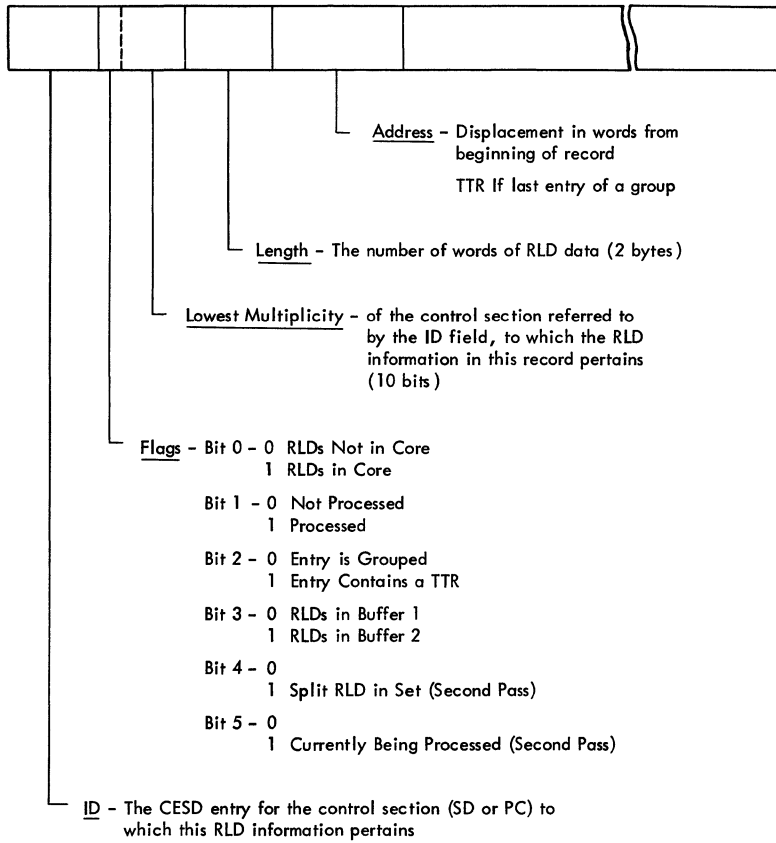 Address - Displacement in words from
beginning of record
TTR If last entry of a group
Length - The number of words of RLD data (2 bytes)
Lowest Multiplicity - of the control section referred to
by the ID field, to which the RLD
information in this record pertains
(10 bits)
Flags - Bit 0 - 0 RLDs Not in Core
1 RLDs in Core
Bit 1 - 0 Not Processed
1 Processed
Bit 2 - 0 Entry is Grouped
1 Entry Contains a TTR
Bit 3 - 0 RLDs in Buffer 1
1 RLDs in Buffer 2
Bit 4 - 0
1 Split RLD in Set (Second Pass)
Bit 5 - 0
1 Currently Being Processed (Second Pass)
ID - The CESD entry for the control section (SD or PC) to
which this RLD information pertains